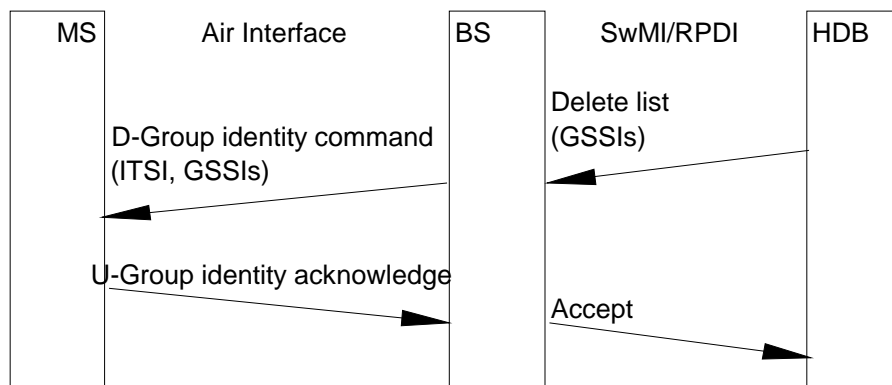 MS
Air Interface
BS
SwMI/RPDI
HDB
Delete list
(GSSIs)
D-Group identity command
(ITSI, GSSIs)
U-Group identity acknowledge
Accept